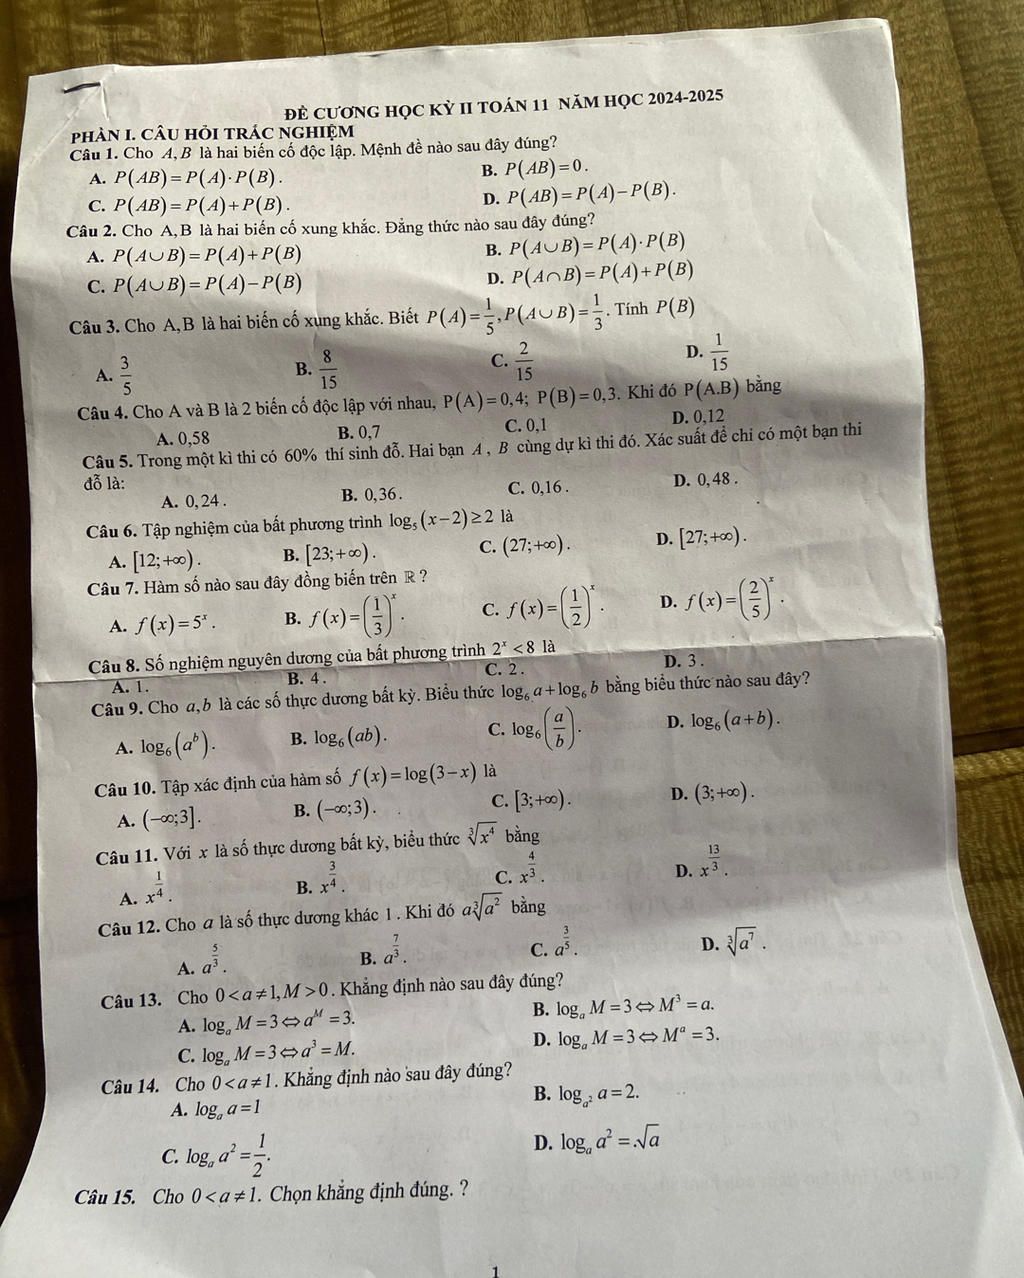 ĐỀ CƯƠNG HỌC KỲ II TOÁN 11 NĂM HỌC 2024-2025
PHẦN I. CÂU HỎI TRẮC NGHIỆM
Câu 1. Cho A, B là hai biến cố độc lập. Mệnh đề nào sau đây đúng?
A. P(AB) = P(A)·P(B). B. P(AB) = 0.
C. P(AB) = P(A)+P(B). D. P(AB) = P(A)−P(B).
Câu 2. Cho A,B là hai biến cố xung khắc. Đẳng thức nào sau đây đúng?
A. P(A∪B) = P(A)+P(B) B. P(A∪B) = P(A)·P(B)
C. P(A∪B) = P(A)−P(B) D. P(A∩B) = P(A)+P(B)
Câu 3. Cho A,B là hai biến cố xung khắc. Biết P(A) = 1/5, P(A∪B) = 1/3. Tính P(B)
A. 3/5 B. 8/15 C. 2/15 D. 1/15
Câu 4. Cho A và B là 2 biến cố độc lập với nhau, P(A) = 0,4; P(B) = 0,3. Khi đó P(A.B) bằng
A. 0,58 B. 0,7 C. 0,1 D. 0,12
Câu 5. Trong một kì thi có 60% thí sinh đỗ. Hai bạn A, B cùng dự kì thi đó. Xác suất để chỉ có một bạn thi
đỗ là:
A. 0,24. B. 0,36. C. 0,16. D. 0,48.
Câu 6. Tập nghiệm của bất phương trình log₅(x−2) ≥ 2 là
A. [12;+∞). B. [23;+∞). C. (27;+∞). D. [27;+∞).
Câu 7. Hàm số nào sau đây đồng biến trên ℝ ?
A. f(x) = 5ˣ. B. f(x) = (1/3)ˣ. C. f(x) = (1/2)ˣ. D. f(x) = (2/5)ˣ.
Câu 8. Số nghiệm nguyên dương của bất phương trình 2ˣ < 8 là
A. 1. B. 4. C. 2. D. 3.
Câu 9. Cho a,b là các số thực dương bất kỳ. Biểu thức log₆ a + log₆ b bằng biểu thức nào sau đây?
A. log₆(a^b). B. log₆(ab). C. log₆(a/b). D. log₆(a+b).
Câu 10. Tập xác định của hàm số f(x) = log(3−x) là
A. (−∞;3]. B. (−∞;3). C. [3;+∞). D. (3;+∞).
Câu 11. Với x là số thực dương bất kỳ, biểu thức ∛(x⁴) bằng
A. x^(1/4). B. x^(3/4). C. x^(4/3). D. x^(13/3).
Câu 12. Cho a là số thực dương khác 1. Khi đó a∛(a²) bằng
A. a^(5/3). B. a^(7/3). C. a^(3/5). D. ∛(a⁷).
Câu 13. Cho 0 < a ≠ 1, M > 0. Khẳng định nào sau đây đúng?
A. logₐ M = 3 ⇔ a^M = 3. B. logₐ M = 3 ⇔ M³ = a.
C. logₐ M = 3 ⇔ a³ = M. D. logₐ M = 3 ⇔ M^a = 3.
Câu 14. Cho 0 < a ≠ 1. Khẳng định nào sau đây đúng?
A. logₐ a = 1 B. log_(a²) a = 2.
C. logₐ a² = 1/2. D. logₐ a² = .√a
Câu 15. Cho 0 < a ≠ 1. Chọn khẳng định đúng. ?
1